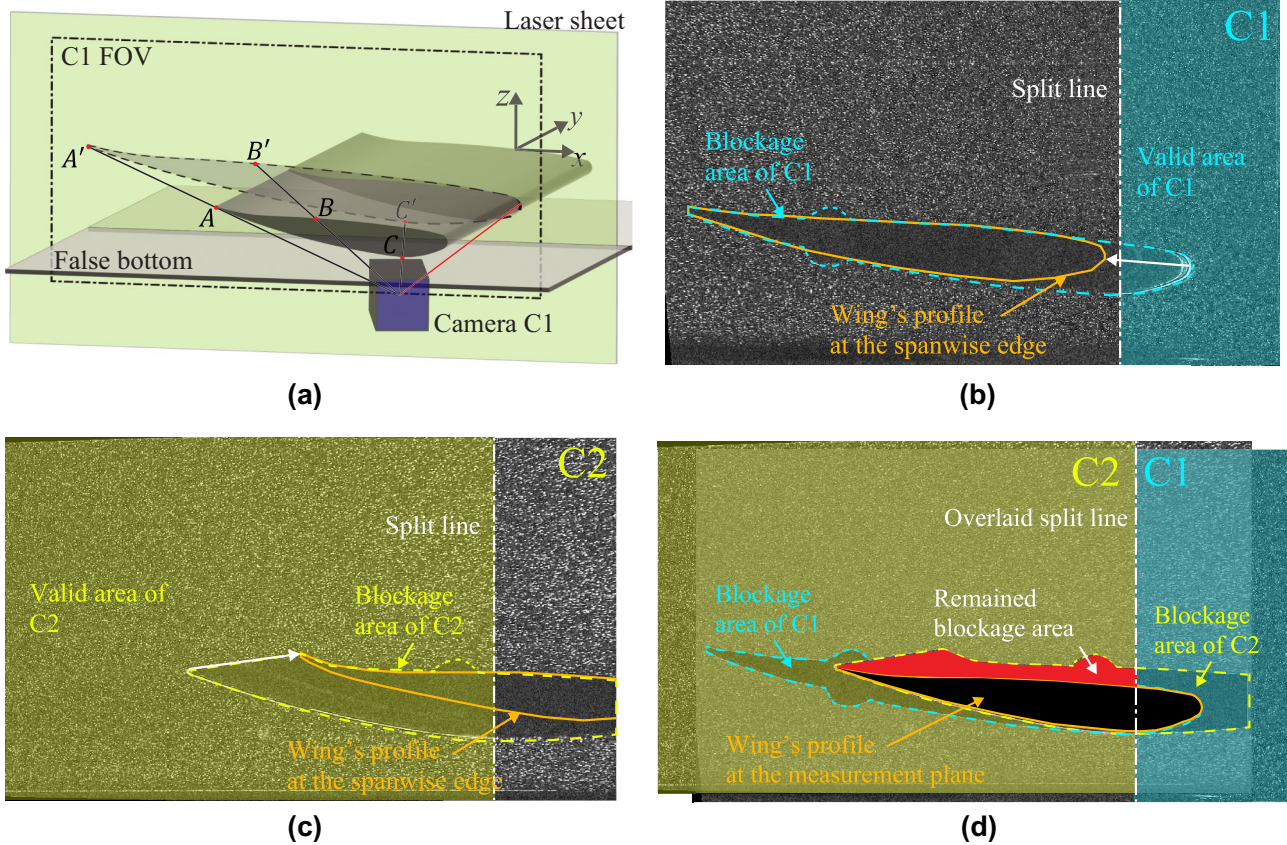 Laser sheet
C1 FOV
z
y
x
A′
B′
A
B
C′
C
False bottom
Camera C1
(a)
C1
Split line
Blockage
area of C1
Valid area
of C1
Wing's profile
at the spanwise edge
(b)
C2
Split line
Valid area of
C2
Blockage
area of C2
Wing's profile
at the spanwise edge
(c)
C2
C1
Overlaid split line
Blockage
area of C1
Remained
blockage area
Blockage
area of C2
Wing's profile
at the measurement plane
(d)